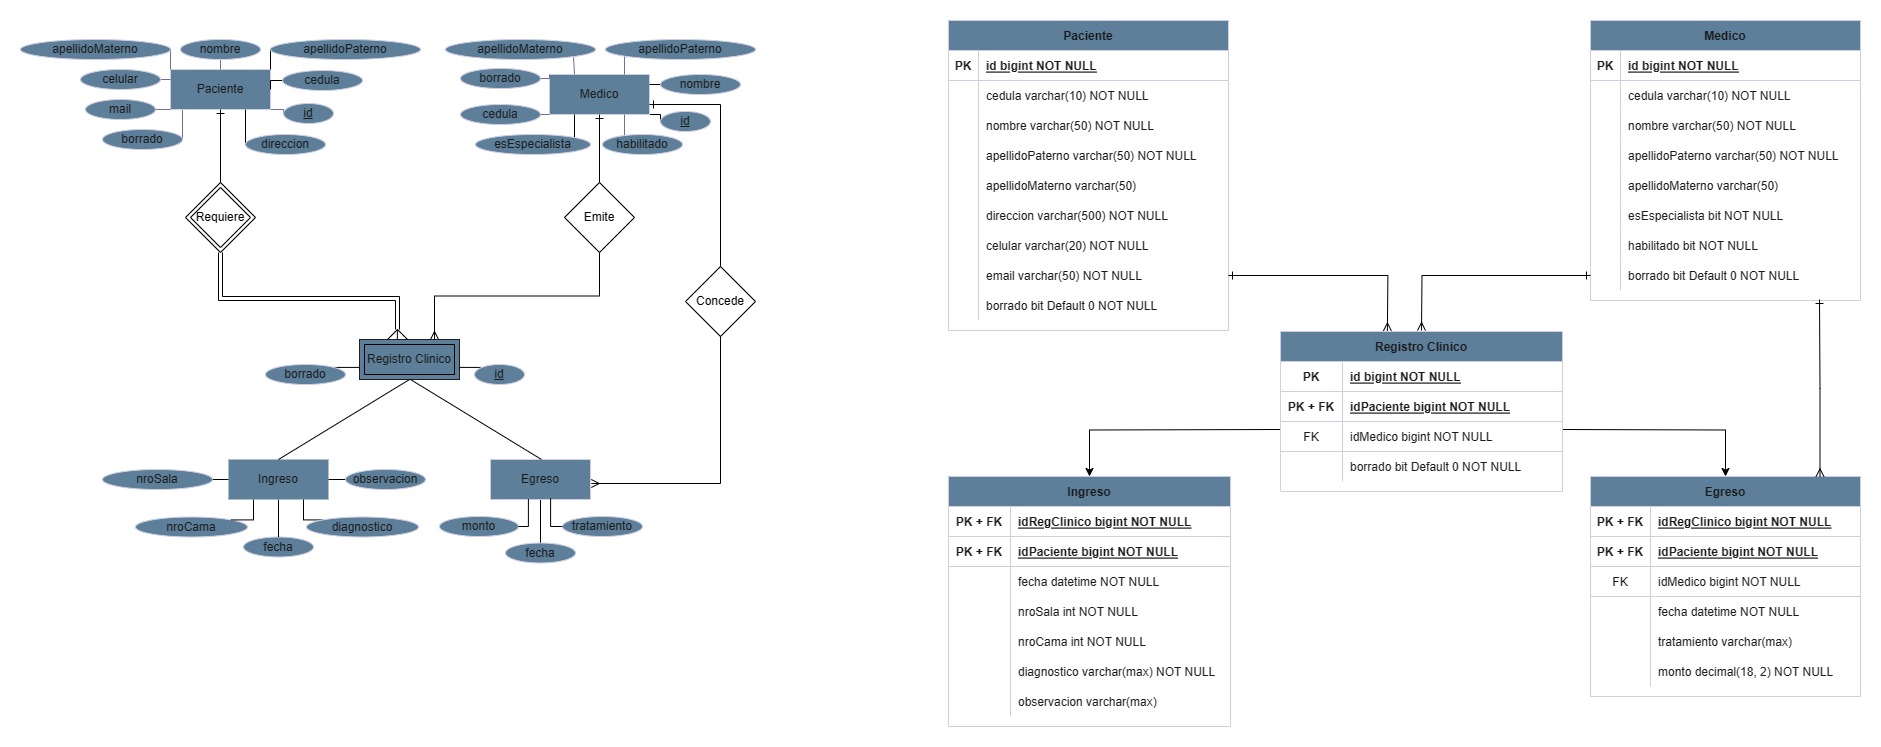 apellidoMaterno
nombre
apellidoPaterno
celular
Paciente
cedula
mail
id
borrado
direccion
Requiere
apellidoMaterno
apellidoPaterno
borrado
Medico
nombre
cedula
id
esEspecialista
habilitado
Emite
Concede
Registro Clinico
borrado
id
nroSala
Ingreso
observacion
nroCama
fecha
diagnostico
Egreso
monto
fecha
tratamiento
Paciente
PK id bigint NOT NULL
cedula varchar(10) NOT NULL
nombre varchar(50) NOT NULL
apellidoPaterno varchar(50) NOT NULL
apellidoMaterno varchar(50)
direccion varchar(500) NOT NULL
celular varchar(20) NOT NULL
email varchar(50) NOT NULL
borrado bit Default 0 NOT NULL
Medico
PK id bigint NOT NULL
cedula varchar(10) NOT NULL
nombre varchar(50) NOT NULL
apellidoPaterno varchar(50) NOT NULL
apellidoMaterno varchar(50)
esEspecialista bit NOT NULL
habilitado bit NOT NULL
borrado bit Default 0 NOT NULL
Registro Clinico
PK id bigint NOT NULL
PK + FK idPaciente bigint NOT NULL
FK idMedico bigint NOT NULL
borrado bit Default 0 NOT NULL
Ingreso
PK + FK idRegClinico bigint NOT NULL
PK + FK idPaciente bigint NOT NULL
fecha datetime NOT NULL
nroSala int NOT NULL
nroCama int NOT NULL
diagnostico varchar(max) NOT NULL
observacion varchar(max)
Egreso
PK + FK idRegClinico bigint NOT NULL
PK + FK idPaciente bigint NOT NULL
FK idMedico bigint NOT NULL
fecha datetime NOT NULL
tratamiento varchar(max)
monto decimal(18, 2) NOT NULL